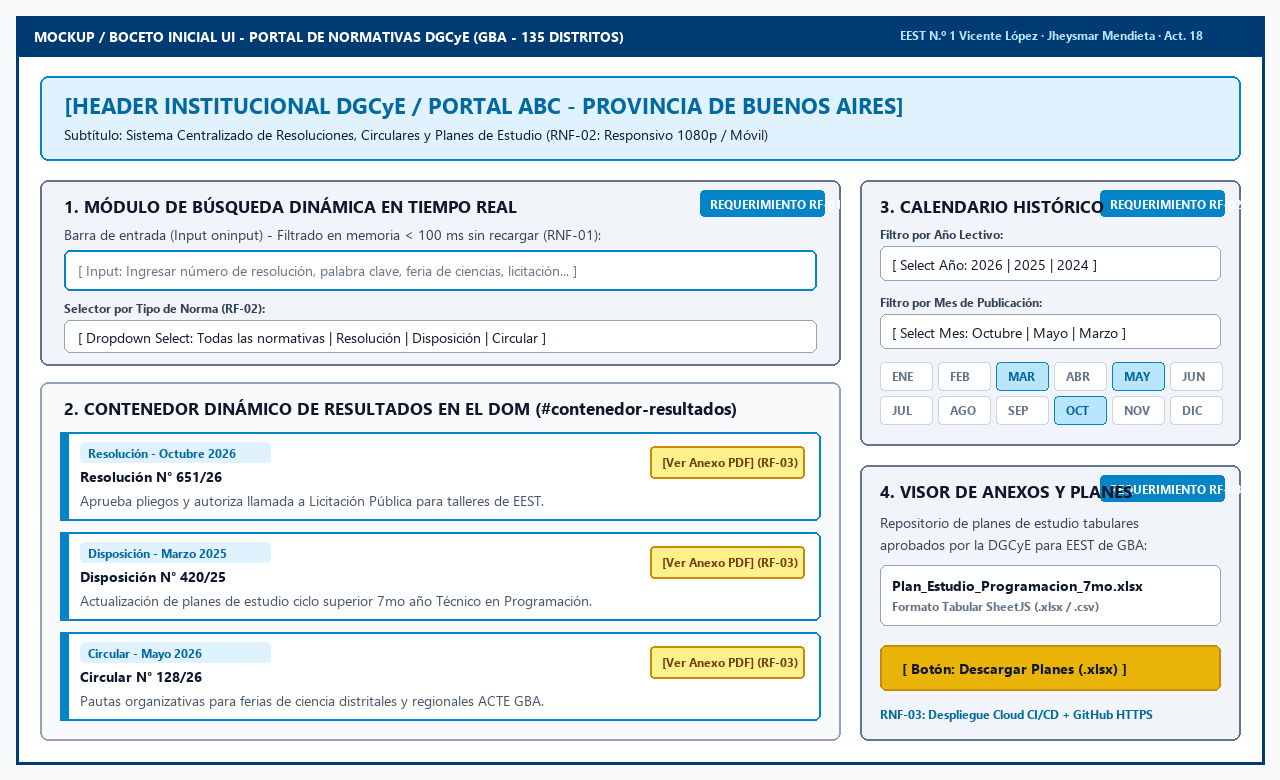 MOCKUP / BOCETO INICIAL UI - PORTAL DE NORMATIVAS DGCyE (GBA - 135 DISTRITOS)
EEST N.º 1 Vicente López · Jheysmar Mendieta · Act. 18
[HEADER INSTITUCIONAL DGCyE / PORTAL ABC - PROVINCIA DE BUENOS AIRES]
Subtítulo: Sistema Centralizado de Resoluciones, Circulares y Planes de Estudio (RNF-02: Responsivo 1080p / Móvil)
1. MÓDULO DE BÚSQUEDA DINÁMICA EN TIEMPO REAL
REQUERIMIENTO RF-01
Barra de entrada (Input oninput) - Filtrado en memoria < 100 ms sin recargar (RNF-01):
[ Input: Ingresar número de resolución, palabra clave, feria de ciencias, licitación... ]
Selector por Tipo de Norma (RF-02):
[ Dropdown Select: Todas las normativas | Resolución | Disposición | Circular ]
2. CONTENEDOR DINÁMICO DE RESULTADOS EN EL DOM (#contenedor-resultados)
Resolución - Octubre 2026
Resolución N° 651/26
Aprueba pliegos y autoriza llamada a Licitación Pública para talleres de EEST.
[Ver Anexo PDF] (RF-03)
Disposición - Marzo 2025
Disposición N° 420/25
Actualización de planes de estudio ciclo superior 7mo año Técnico en Programación.
[Ver Anexo PDF] (RF-03)
Circular - Mayo 2026
Circular N° 128/26
Pautas organizativas para ferias de ciencia distritales y regionales ACTE GBA.
[Ver Anexo PDF] (RF-03)
3. CALENDARIO HISTÓRICO
REQUERIMIENTO RF-02
Filtro por Año Lectivo:
[ Select Año: 2026 | 2025 | 2024 ]
Filtro por Mes de Publicación:
[ Select Mes: Octubre | Mayo | Marzo ]
ENE FEB MAR ABR MAY JUN
JUL AGO SEP OCT NOV DIC
4. VISOR DE ANEXOS Y PLANES
REQUERIMIENTO RF-03
Repositorio de planes de estudio tabulares
aprobados por la DGCyE para EEST de GBA:
Plan_Estudio_Programacion_7mo.xlsx
Formato Tabular SheetJS (.xlsx / .csv)
[ Botón: Descargar Planes (.xlsx) ]
RNF-03: Despliegue Cloud CI/CD + GitHub HTTPS